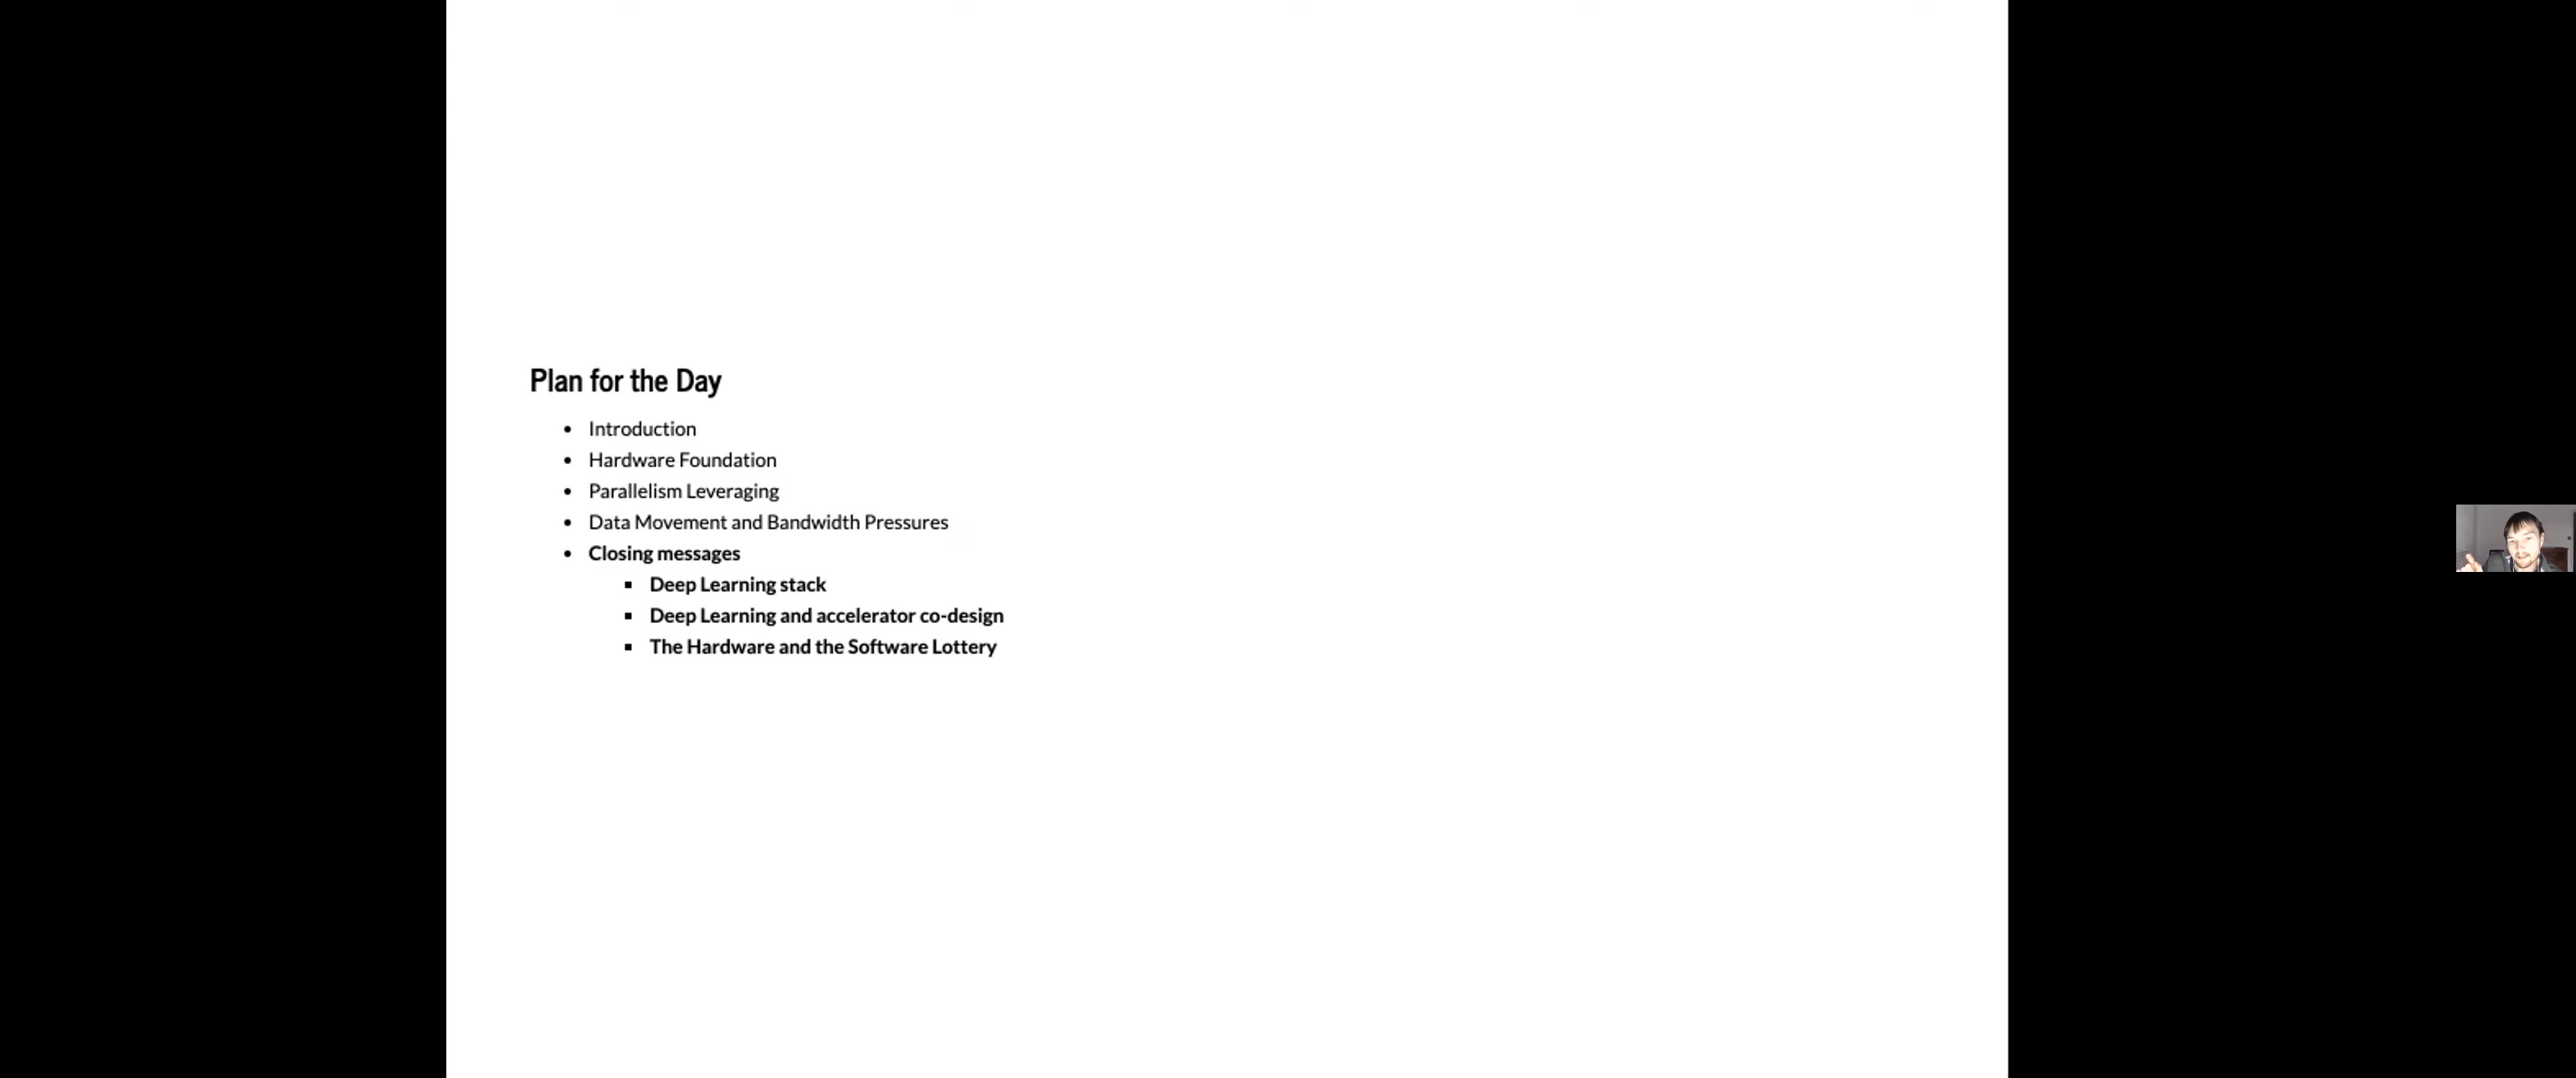 Plan for the Day
• Introduction
• Hardware Foundation
• Parallelism Leveraging
• Data Movement and Bandwidth Pressures
• Closing messages
▪ Deep Learning stack
▪ Deep Learning and accelerator co-design
▪ The Hardware and the Software Lottery